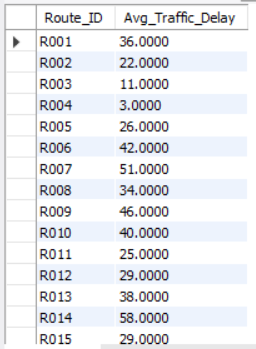 Route_ID Avg_Traffic_Delay
R001 36.0000
R002 22.0000
R003 11.0000
R004 3.0000
R005 26.0000
R006 42.0000
R007 51.0000
R008 34.0000
R009 46.0000
R010 40.0000
R011 25.0000
R012 29.0000
R013 38.0000
R014 58.0000
R015 29.0000